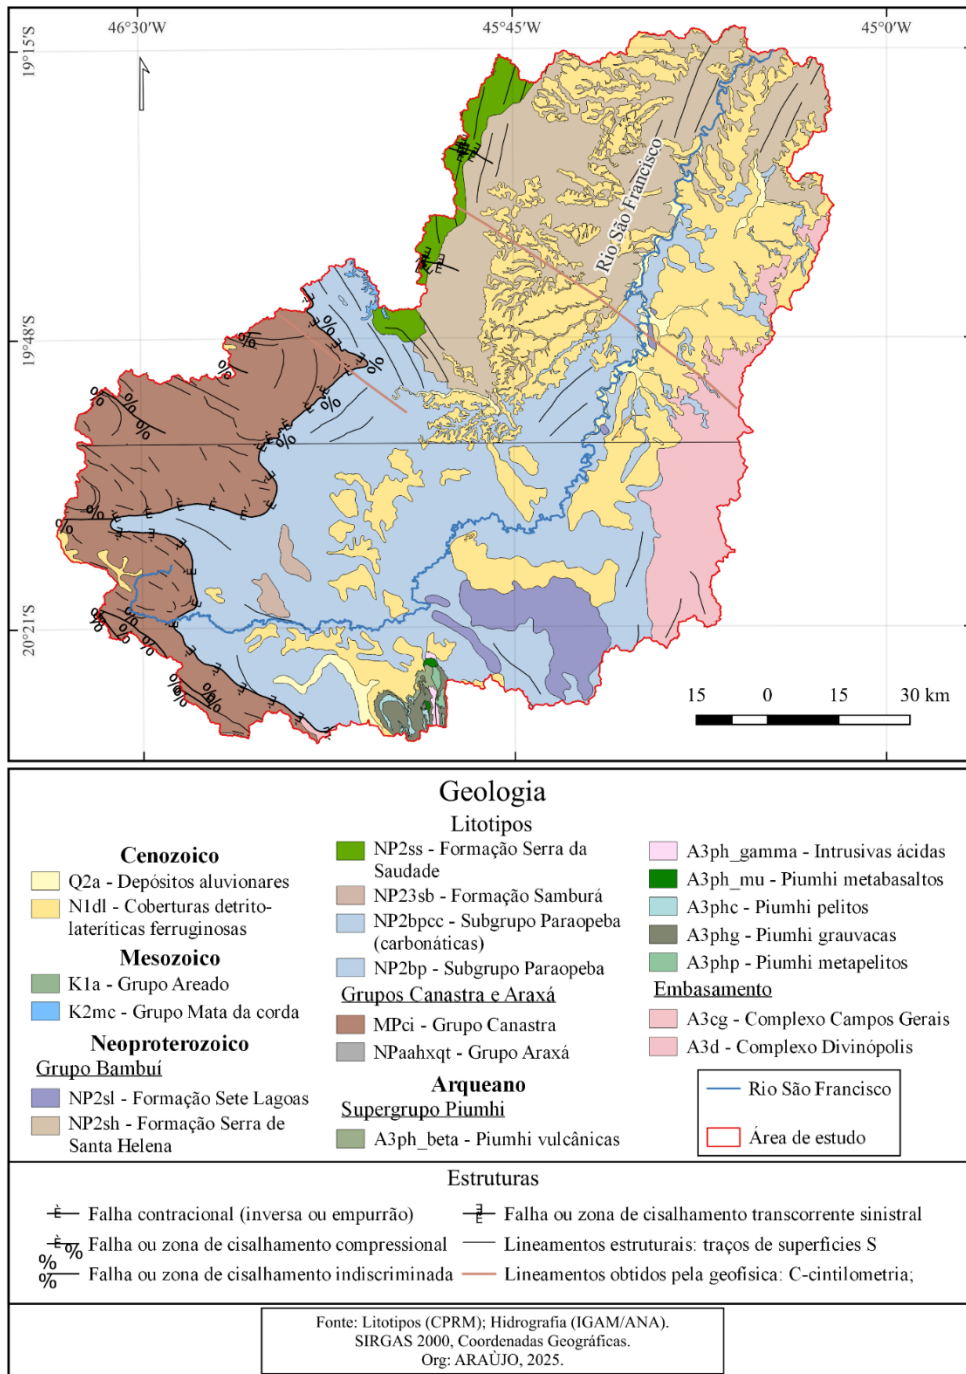 46°30'W
45°45'W
45°0'W
19°15'S
19°48'S
20°21'S
Rio São Francisco
15 0 15 30 km
Geologia
Litotipos
Cenozoico
Q2a - Depósitos aluvionares
N1dl - Coberturas detrito-
lateríticas ferruginosas
Mesozoico
K1a - Grupo Areado
K2mc - Grupo Mata da corda
Neoproterozoico
Grupo Bambuí
NP2sl - Formação Sete Lagoas
NP2sh - Formação Serra de
Santa Helena
NP2ss - Formação Serra da
Saudade
NP23sb - Formação Samburá
NP2bpcc - Subgrupo Paraopeba
(carbonáticas)
NP2bp - Subgrupo Paraopeba
Grupos Canastra e Araxá
MPci - Grupo Canastra
NPaahxqt - Grupo Araxá
Arqueano
Supergrupo Piumhi
A3ph_beta - Piumhi vulcânicas
A3ph_gamma - Intrusivas ácidas
A3ph_mu - Piumhi metabasaltos
A3phc - Piumhi pelitos
A3phg - Piumhi grauvacas
A3php - Piumhi metapelitos
Embasamento
A3cg - Complexo Campos Gerais
A3d - Complexo Divinópolis
Rio São Francisco
Área de estudo
Estruturas
Falha contracional (inversa ou empurrão)
Falha ou zona de cisalhamento compressional
Falha ou zona de cisalhamento indiscriminada
Falha ou zona de cisalhamento transcorrente sinistral
Lineamentos estruturais: traços de superfícies S
Lineamentos obtidos pela geofísica: C-cintilometria;
Fonte: Litotipos (CPRM); Hidrografia (IGAM/ANA).
SIRGAS 2000, Coordenadas Geográficas.
Org: ARAÙJO, 2025.